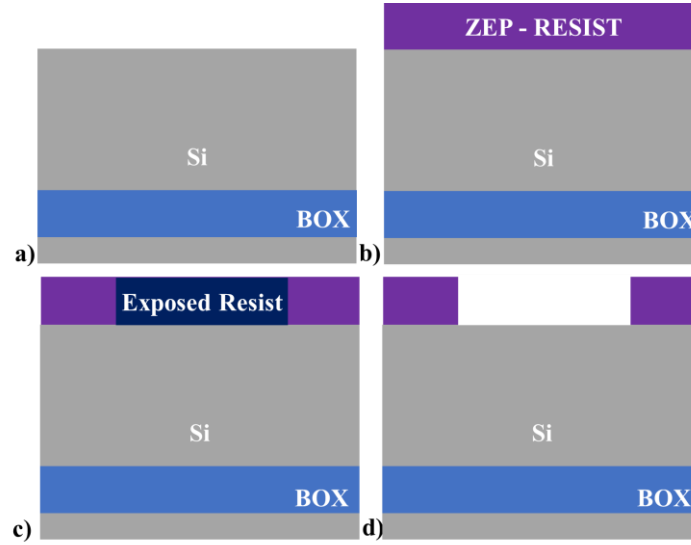 ZEP - RESIST
Si
Si
BOX
BOX
a)
b)
Exposed Resist
Si
Si
BOX
BOX
c)
d)